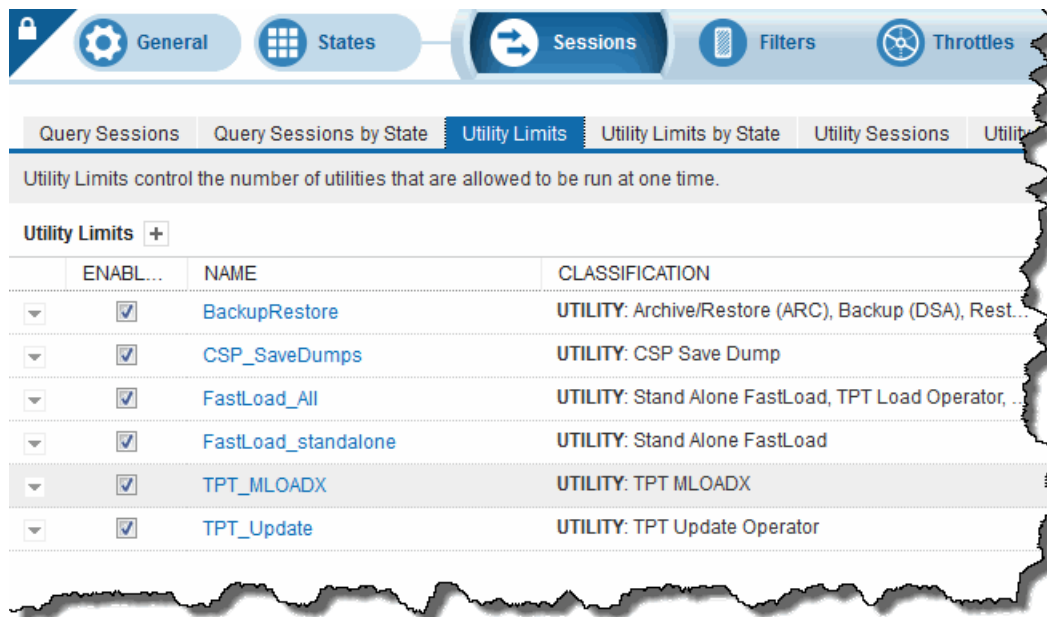 General States Sessions Filters Throttles
Query Sessions Query Sessions by State Utility Limits Utility Limits by State Utility Sessions Utility
Utility Limits control the number of utilities that are allowed to be run at one time.
Utility Limits +
ENABL... NAME CLASSIFICATION
BackupRestore UTILITY: Archive/Restore (ARC), Backup (DSA), Rest...
CSP_SaveDumps UTILITY: CSP Save Dump
FastLoad_All UTILITY: Stand Alone FastLoad, TPT Load Operator, ...
FastLoad_standalone UTILITY: Stand Alone FastLoad
TPT_MLOADX UTILITY: TPT MLOADX
TPT_Update UTILITY: TPT Update Operator